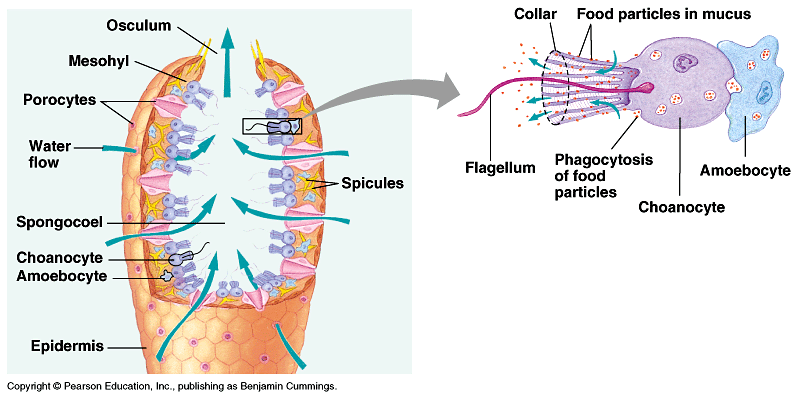 Osculum
Mesohyl
Porocytes
Water
flow
Spongocoel
Choanocyte
Amoebocyte
Epidermis
Spicules
Collar
Food particles in mucus
Flagellum
Phagocytosis
of food
particles
Choanocyte
Amoebocyte
Copyright © Pearson Education, Inc., publishing as Benjamin Cummings.